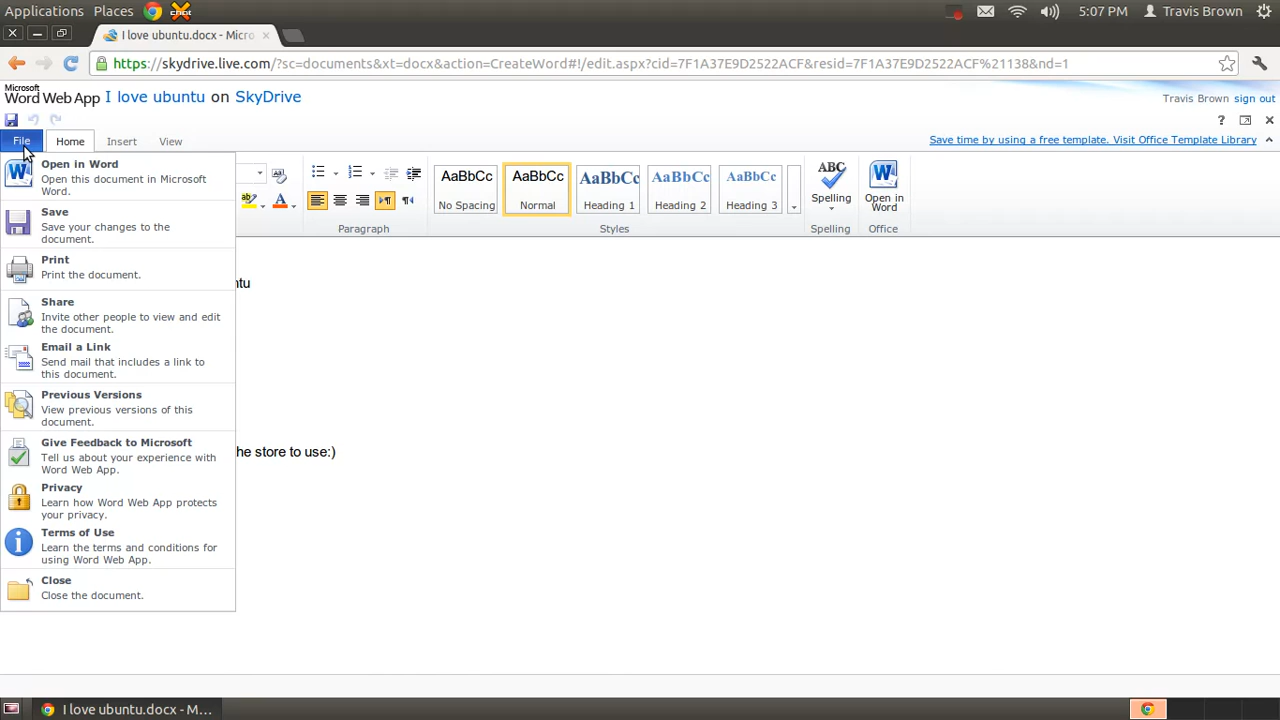 Applications Places 5:07 PM Travis Brown
I love ubuntu.docx - Micro
https://skydrive.live.com/?sc=documents&xt=docx&action=CreateWord#!/edit.aspx?cid=7F1A37E9D2522ACF&resid=7F1A37E9D2522ACF%21138&nd=1
Microsoft
Word Web App I love ubuntu on SkyDrive
Travis Brown sign out
File Home Insert View
Save time by using a free template. Visit Office Template Library
Open in Word
Open this document in Microsoft
Word.
Save
Save your changes to the
document.
Print
Print the document.
Share
Invite other people to view and edit
the document.
Email a Link
Send mail that includes a link to
this document.
Previous Versions
View previous versions of this
document.
Give Feedback to Microsoft
Tell us about your experience with
Word Web App.
Privacy
Learn how Word Web App protects
your privacy.
Terms of Use
Learn the terms and conditions for
using Word Web App.
Close
Close the document.
Paragraph
AaBbCc AaBbCc AaBbCc AaBbCc AaBbCc
No Spacing Normal Heading 1 Heading 2 Heading 3
Styles
ABC
Spelling
Spelling
Open in
Word
Office
ntu
he store to use:)
I love ubuntu.docx - M...